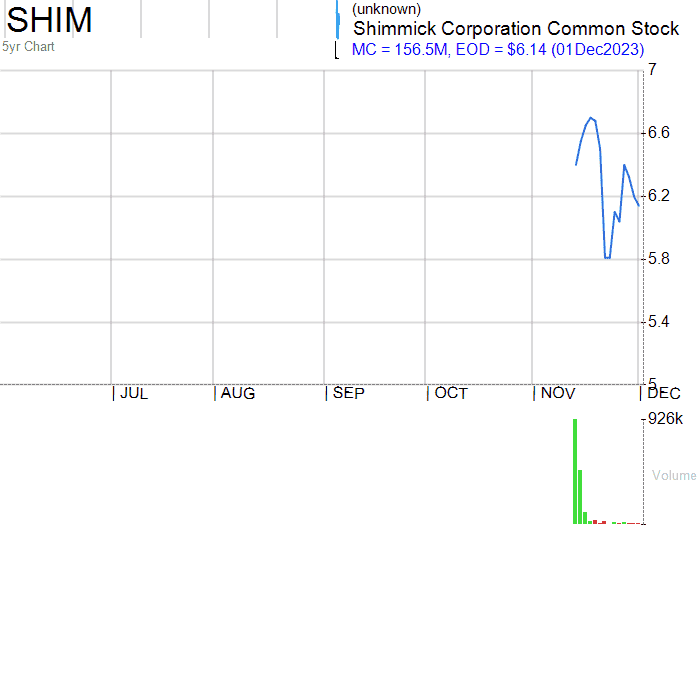 SHIM
5yr Chart
(unknown)
Shimmick Corporation Common Stock
MC = 156.5M, EOD = $6.14 (01Dec2023)
7
6.6
6.2
5.8
5.4
5
JUL AUG SEP OCT NOV DEC
926k
Volume